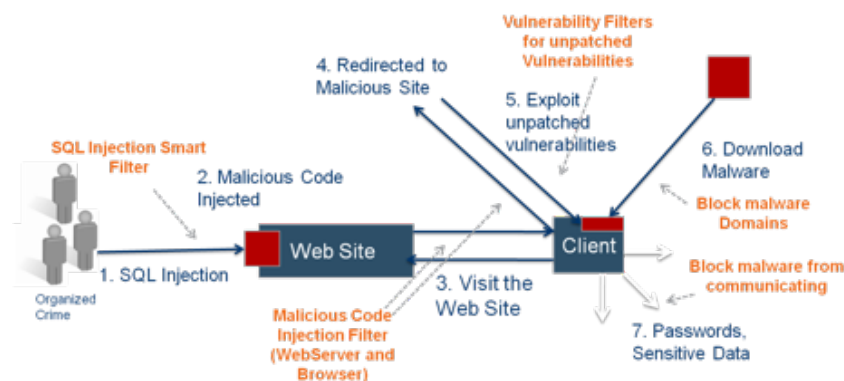 Vulnerability Filters
for unpatched
Vulnerabilities
4. Redirected to
Malicious Site
5. Exploit
unpatched
vulnerabilities
SQL Injection Smart
Filter
2. Malicious Code
Injected
6. Download
Malware
Block malware
Domains
Web Site
Client
1. SQL Injection
3. Visit the
Web Site
Block malware from
communicating
Organized
Crime
Malicious Code
Injection Filter
(WebServer and
Browser)
7. Passwords,
Sensitive Data